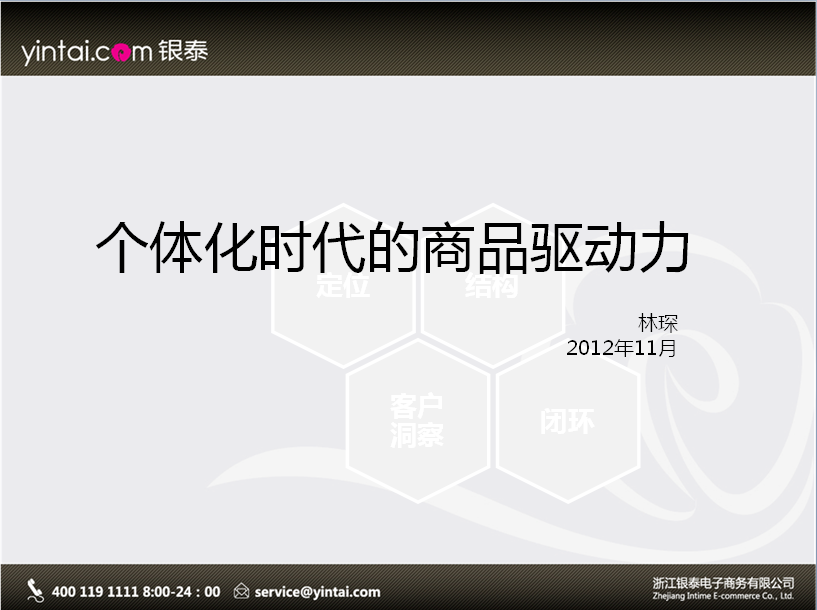 yintai.com 银泰
个体化时代的商品驱动力
定位
结构
林琛
2012年11月
客户
洞察
闭环
400 119 1111 8:00-24：00
service@yintai.com
浙江银泰电子商务有限公司
Zhejiang Intime E-commerce Co., Ltd.